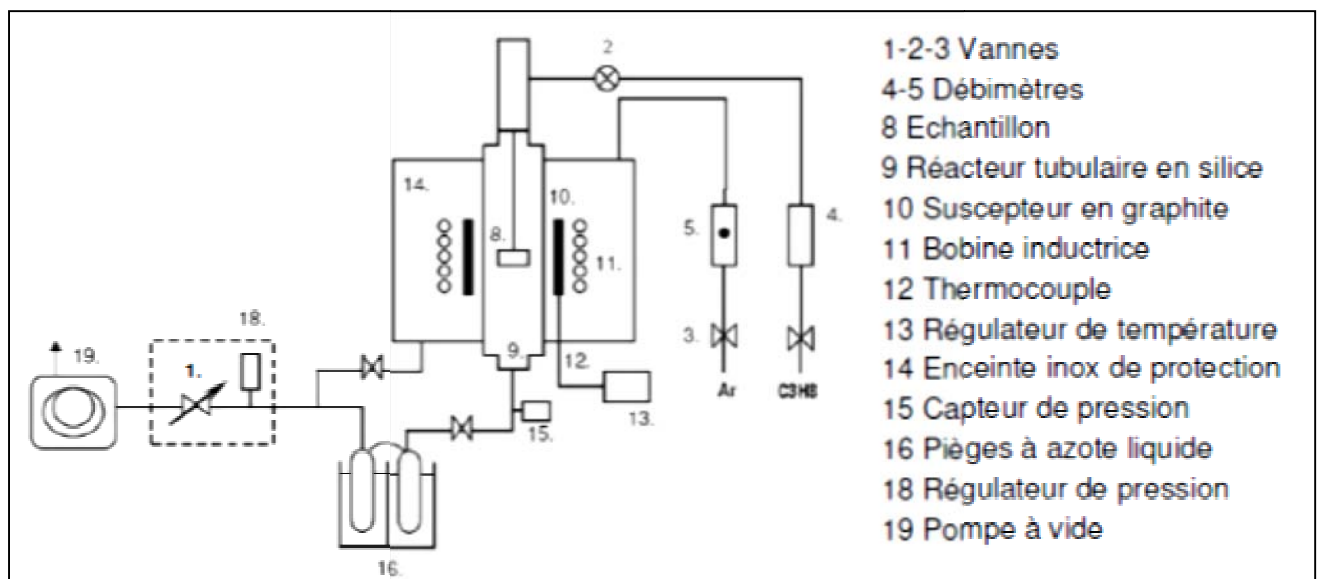 2
14.
10.
8.
11.
5.
4.
3.
9.
12.
13.
Ar
C3H8
15.
18.
19.
1.
16.
1-2-3 Vannes
4-5 Débimètres
8 Echantillon
9 Réacteur tubulaire en silice
10 Suscepteur en graphite
11 Bobine inductrice
12 Thermocouple
13 Régulateur de température
14 Enceinte inox de protection
15 Capteur de pression
16 Pièges à azote liquide
18 Régulateur de pression
19 Pompe à vide